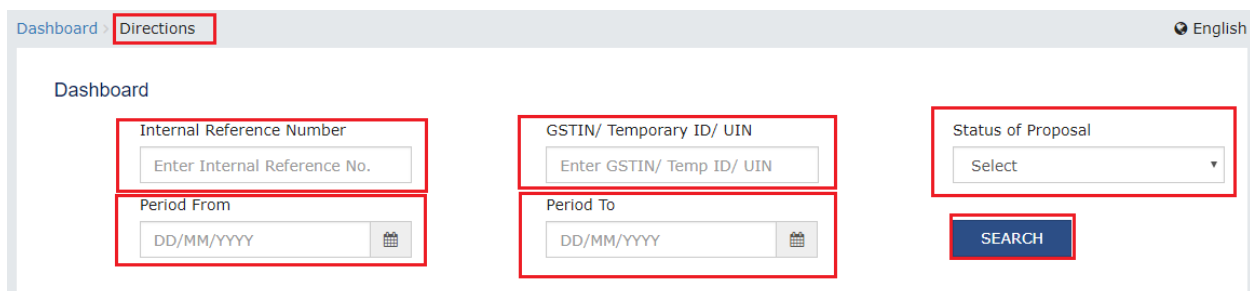 Dashboard > Directions English
Dashboard
Internal Reference Number GSTIN/ Temporary ID/ UIN Status of Proposal
Enter Internal Reference No. Enter GSTIN/ Temp ID/ UIN Select
Period From Period To
DD/MM/YYYY DD/MM/YYYY SEARCH